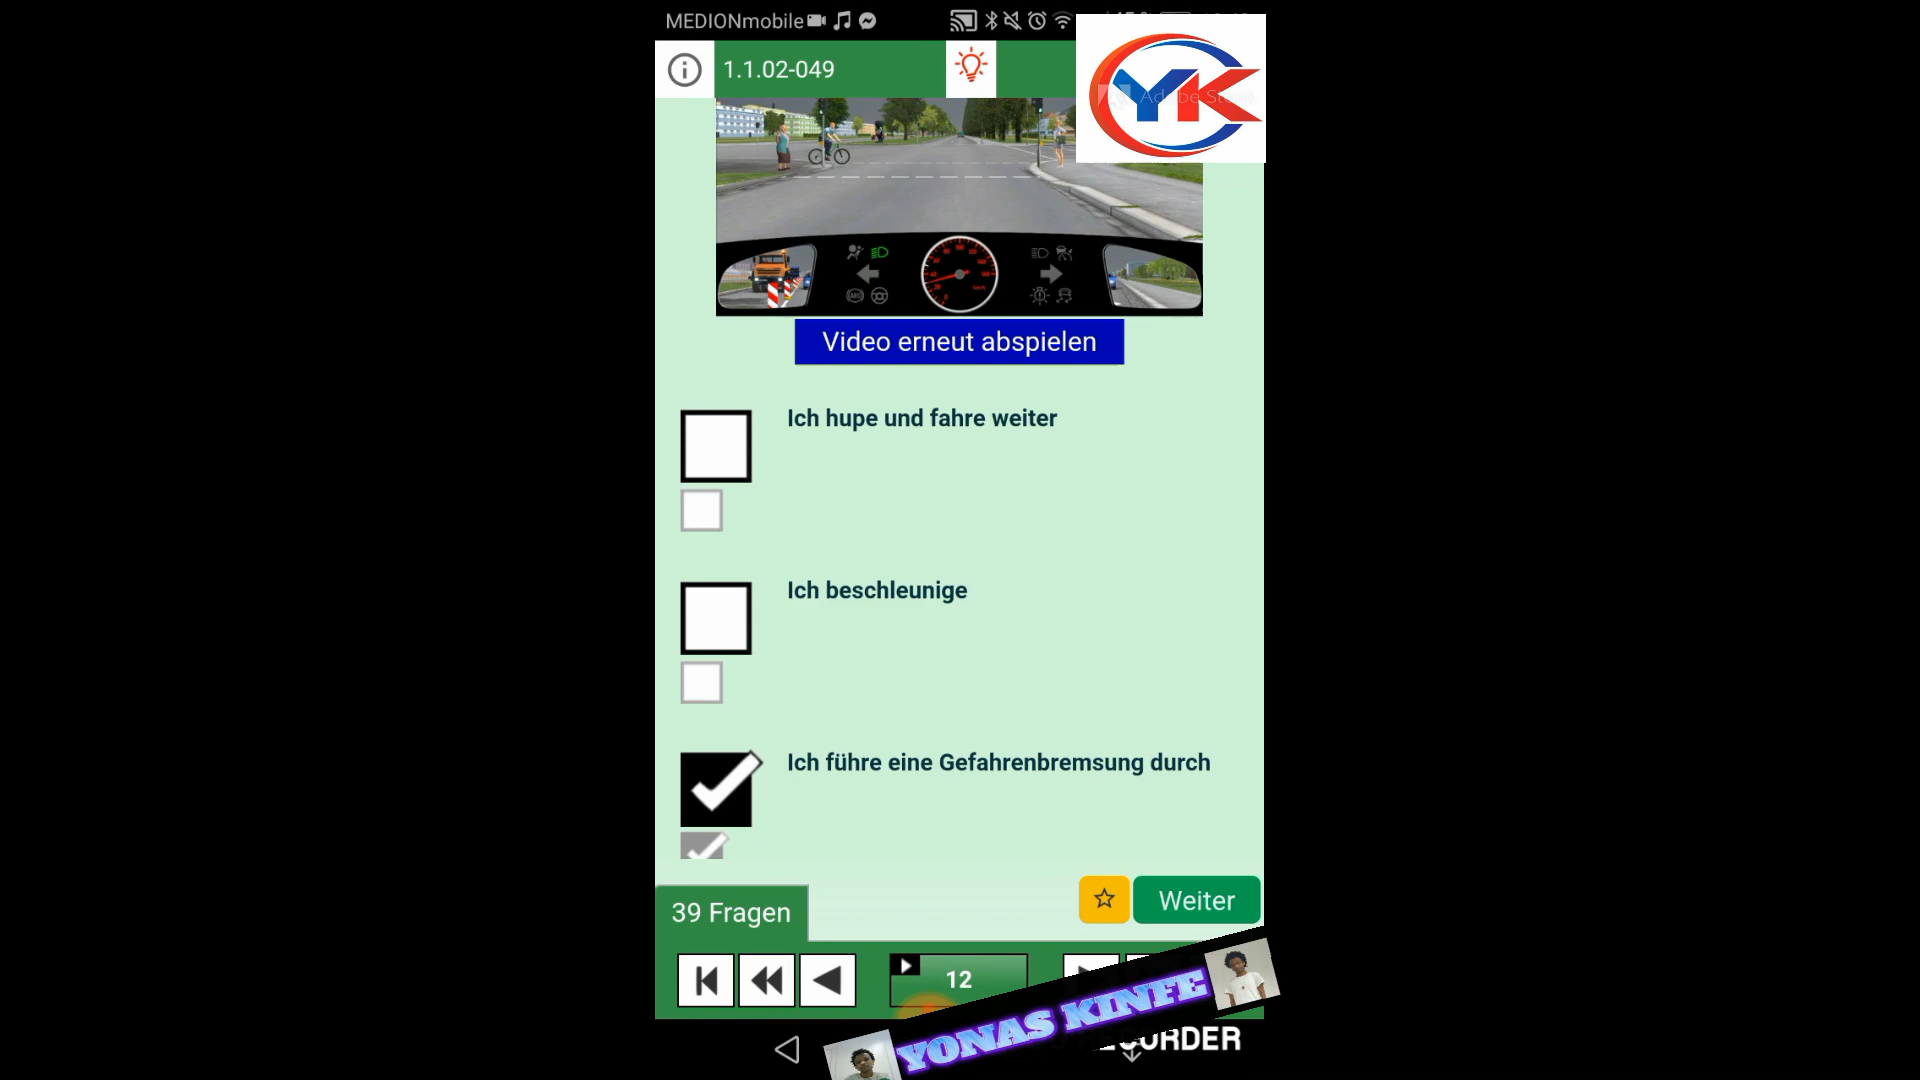 MEDIONmobile
1.1.02-049
YK
Video erneut abspielen
Ich hupe und fahre weiter
Ich beschleunige
Ich führe eine Gefahrenbremsung durch
39 Fragen
Weiter
12
YONAS KINFE